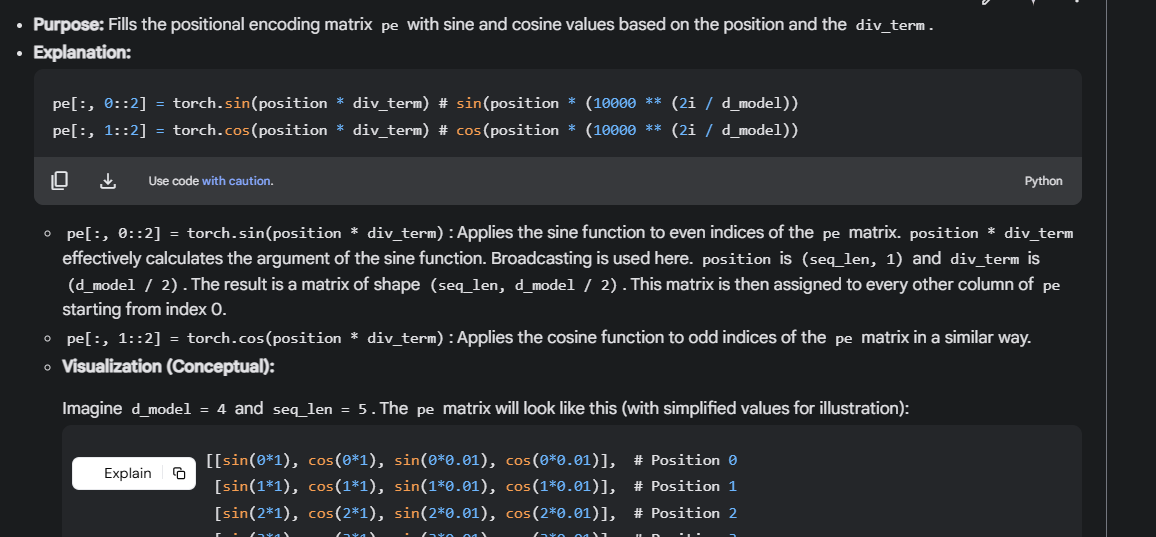 Purpose: Fills the positional encoding matrix pe with sine and cosine values based on the position and the div_term.
Explanation:
pe[:, 0::2] = torch.sin(position * div_term) # sin(position * (10000 ** (2i / d_model))
pe[:, 1::2] = torch.cos(position * div_term) # cos(position * (10000 ** (2i / d_model))
Use code with caution.
Python
pe[:, 0::2] = torch.sin(position * div_term): Applies the sine function to even indices of the pe matrix. position * div_term
effectively calculates the argument of the sine function. Broadcasting is used here. position is (seq_len, 1) and div_term is
(d_model / 2). The result is a matrix of shape (seq_len, d_model / 2). This matrix is then assigned to every other column of pe
starting from index 0.
pe[:, 1::2] = torch.cos(position * div_term): Applies the cosine function to odd indices of the pe matrix in a similar way.
Visualization (Conceptual):
Imagine d_model = 4 and seq_len = 5. The pe matrix will look like this (with simplified values for illustration):
Explain
[[sin(0*1), cos(0*1), sin(0*0.01), cos(0*0.01)], # Position 0
[sin(1*1), cos(1*1), sin(1*0.01), cos(1*0.01)], # Position 1
[sin(2*1), cos(2*1), sin(2*0.01), cos(2*0.01)], # Position 2